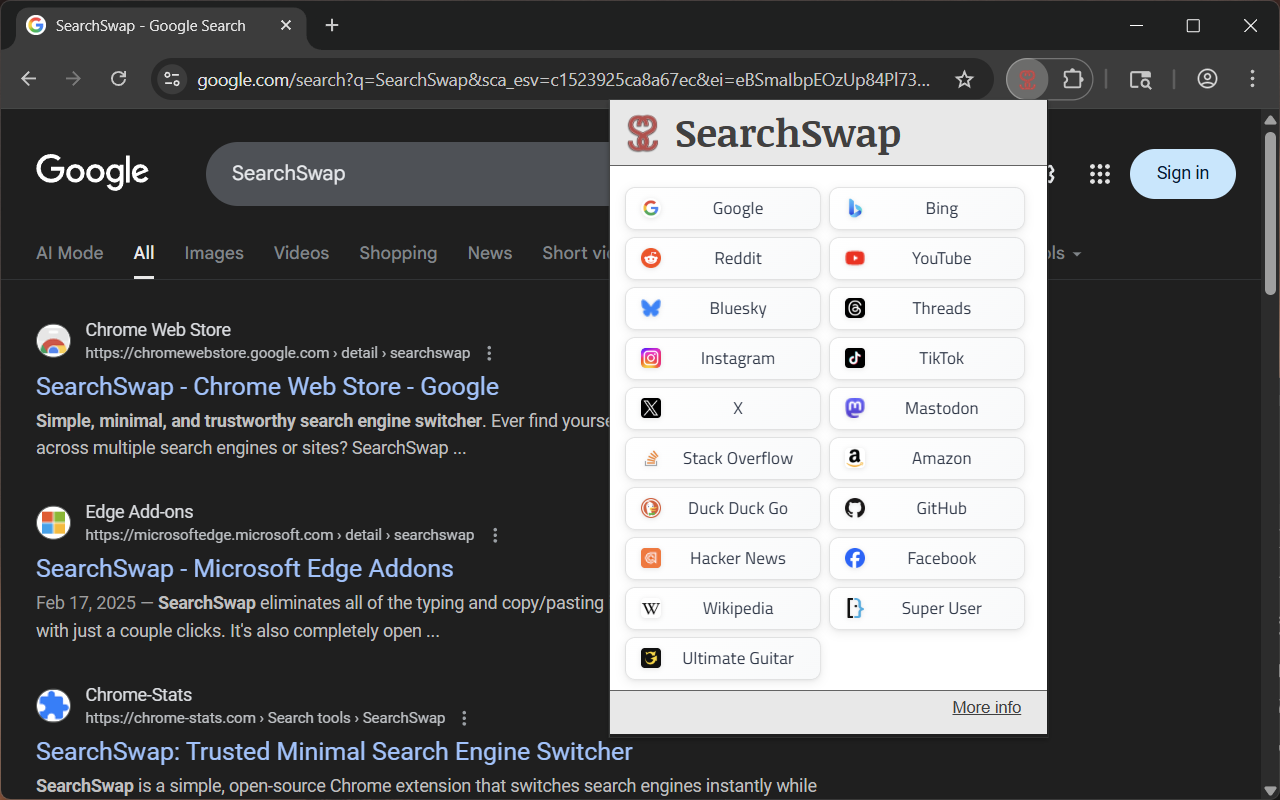 SearchSwap - Google Search
google.com/search?q=SearchSwap&sca_esv=c1523925ca8a67ec&ei=eBSmaIbpEOzUp84Pl73...
SearchSwap
Google
SearchSwap
Sign in
AI Mode All Images Videos Shopping News Short
Google
Bing
Reddit
YouTube
Bluesky
Threads
Instagram
TikTok
X
Mastodon
Stack Overflow
Amazon
Duck Duck Go
GitHub
Hacker News
Facebook
Wikipedia
Super User
Ultimate Guitar
More info
Chrome Web Store
https://chromewebstore.google.com › detail › searchswap
SearchSwap - Chrome Web Store - Google
Simple, minimal, and trustworthy search engine switcher. Ever find yourse
across multiple search engines or sites? SearchSwap ...
Edge Add-ons
https://microsoftedge.microsoft.com › detail › searchswap
SearchSwap - Microsoft Edge Addons
Feb 17, 2025 — SearchSwap eliminates all of the typing and copy/pasting
with just a couple clicks. It's also completely open ...
Chrome-Stats
https://chrome-stats.com › Search tools › SearchSwap
SearchSwap: Trusted Minimal Search Engine Switcher
SearchSwap is a simple, open-source Chrome extension that switches search engines instantly while